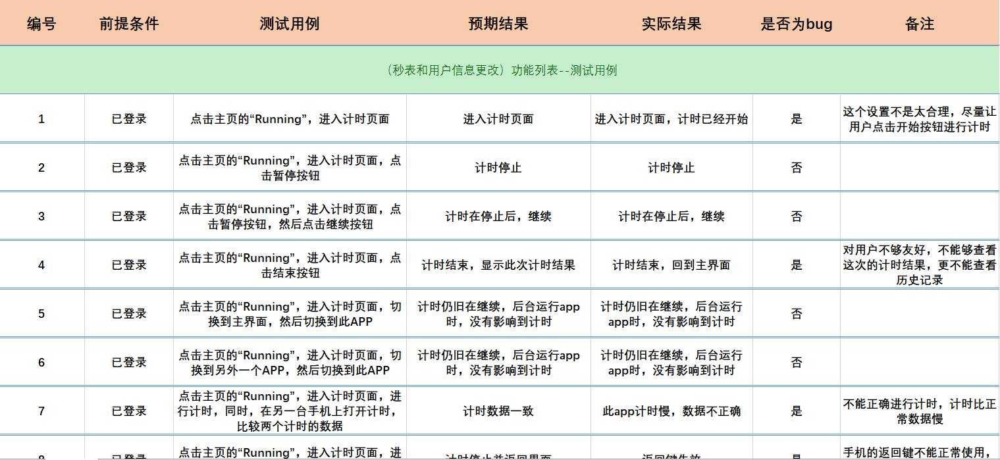 编号 前提条件 测试用例 预期结果 实际结果 是否为bug 备注
（秒表和用户信息更改）功能列表--测试用例
1 已登录 点击主页的“Running”，进入计时页面 进入计时页面 进入计时页面，计时已经开始 是 这个设置不是太合理，尽量让
用户点击开始按钮进行计时
2 已登录 点击主页的“Running”，进入计时页面，点
击暂停按钮 计时停止 计时停止 否
3 已登录 点击主页的“Running”，进入计时页面，点
击暂停按钮，然后点击继续按钮 计时在停止后，继续 计时在停止后，继续 否
4 已登录 点击主页的“Running”，进入计时页面，点
击结束按钮 计时结束，显示此次计时结果 计时结束，回到主界面 是 对用户不够友好，不能够查看
这次的计时结果，更不能查看
历史记录
5 已登录 点击主页的“Running”，进入计时页面，切
换到主界面，然后切换到此APP 计时仍旧在继续，后台运行app
时，没有影响到计时 计时仍旧在继续，后台运行
app时，没有影响到计时 否
6 已登录 点击主页的“Running”，进入计时页面，切
换到另外一个APP，然后切换到此APP 计时仍旧在继续，后台运行app
时，没有影响到计时 计时仍旧在继续，后台运行
app时，没有影响到计时 否
7 已登录 点击主页的“Running”，进入计时页面，进
行计时，同时，在另一台手机上打开计时，
比较两个计时的数据 计时数据一致 此app计时慢，数据不正确 是 不能正确进行计时，计时比正
常数据慢
8 已登录 点击主页的“Running”，进入计时页面，进 计时停止并返回界面 返回键失效 是 手机的返回键不能正常使用，